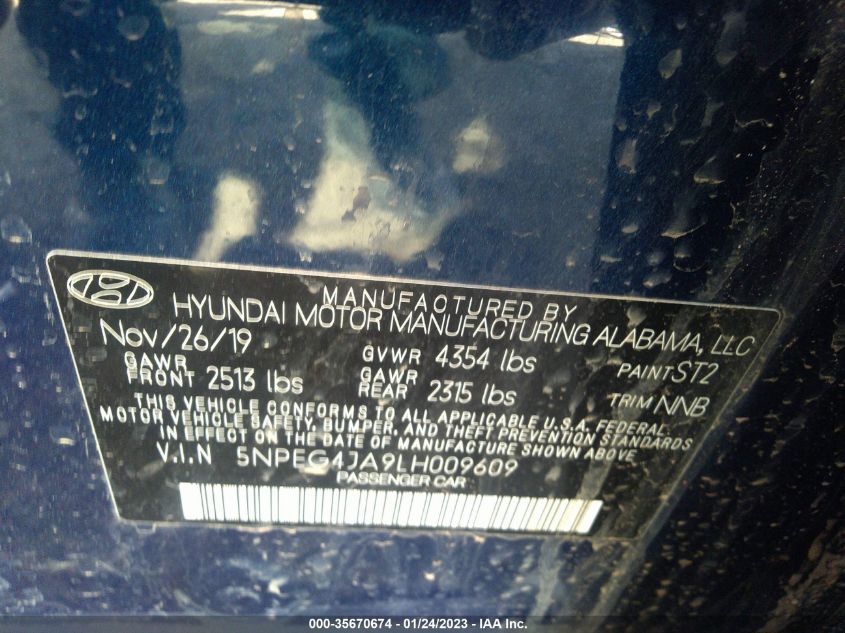 MANUFACTURED BY
HYUNDAI MOTOR MANUFACTURING ALABAMA, LLC
Nov/26/19 GVWR 4354 lbs PAINT ST2
GAWR FRONT 2513 lbs GAWR REAR 2315 lbs TRIM NNB
THIS VEHICLE CONFORMS TO ALL APPLICABLE U.S.A. FEDERAL
MOTOR VEHICLE SAFETY, BUMPER, AND THEFT PREVENTION STANDARDS
IN EFFECT ON THE DATE OF MANUFACTURE SHOWN ABOVE
V.I.N 5NPEG4JA9LH009609
PASSENGER CAR
000-35670674 - 01/24/2023 - IAA Inc.